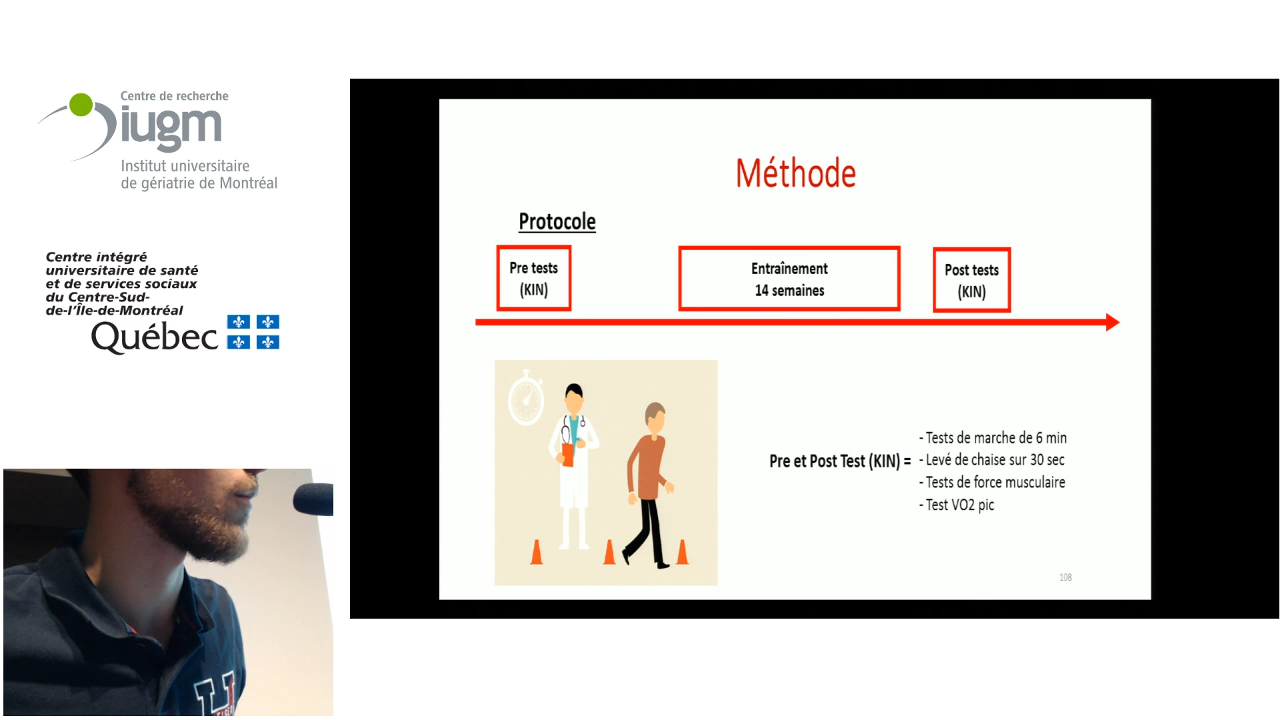 Centre de recherche
iugm
Institut universitaire
de gériatrie de Montréal
Centre intégré
universitaire de santé
et de services sociaux
du Centre-Sud-
de-l'Île-de-Montréal
Québec
Méthode
Protocole
Pre tests
(KIN)
Entraînement
14 semaines
Post tests
(KIN)
Pre et Post Test (KIN) =
- Tests de marche de 6 min
- Levé de chaise sur 30 sec
- Tests de force musculaire
- Test VO2 pic
108